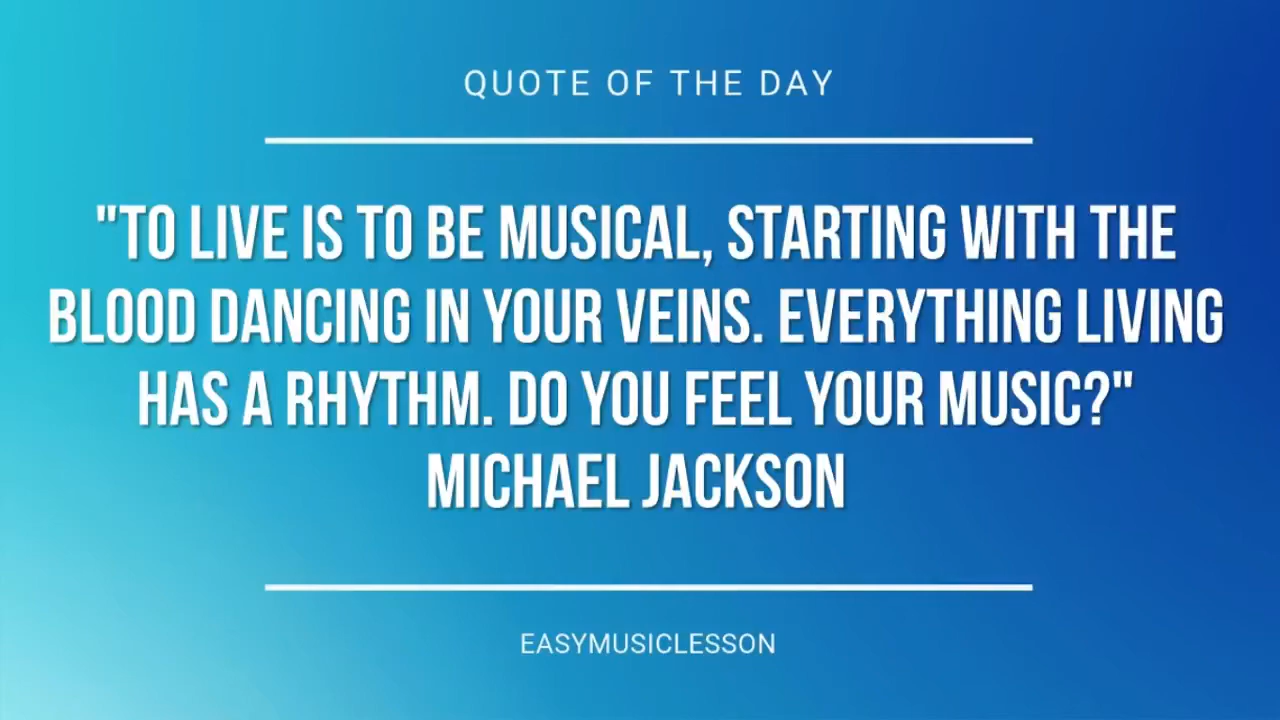 QUOTE OF THE DAY
"TO LIVE IS TO BE MUSICAL, STARTING WITH THE
BLOOD DANCING IN YOUR VEINS. EVERYTHING LIVING
HAS A RHYTHM. DO YOU FEEL YOUR MUSIC?"
MICHAEL JACKSON
EASYMUSICLESSON